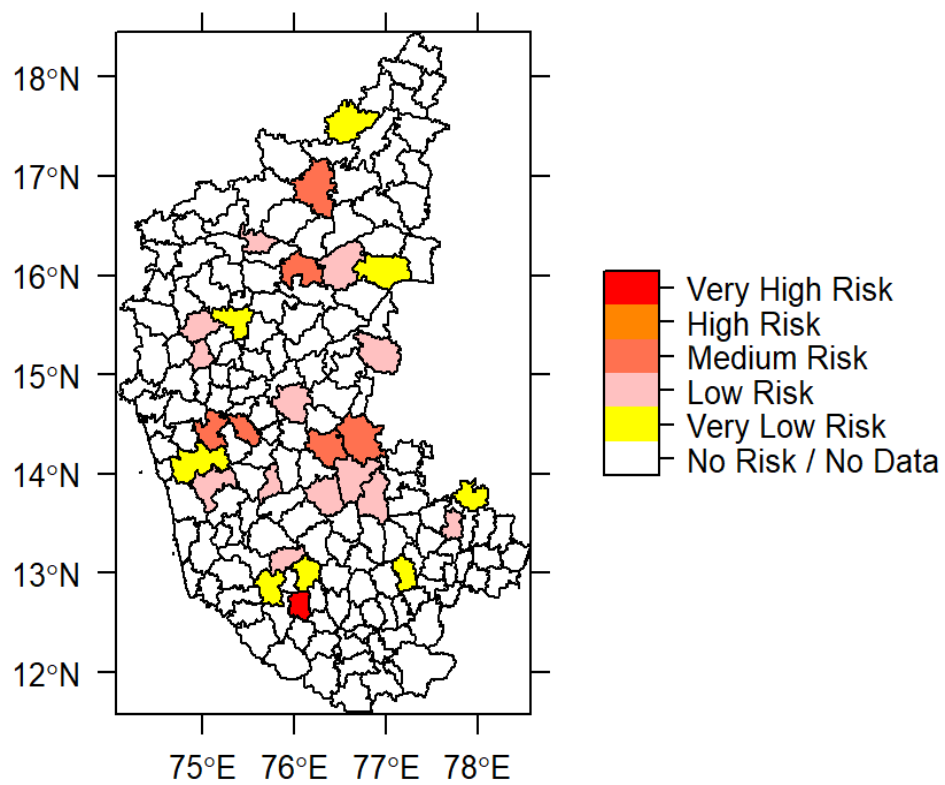 18°N
17°N
16°N
15°N
14°N
13°N
12°N
75°E 76°E 77°E 78°E
Very High Risk
High Risk
Medium Risk
Low Risk
Very Low Risk
No Risk / No Data